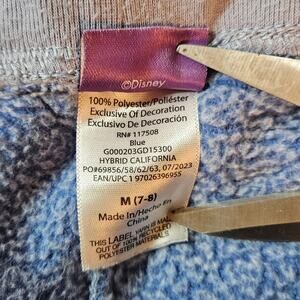 ©Disney
100% Polyester/Poliéster
Exclusive Of Decoration
Exclusivo De Decoración
RN# 117508
Blue
G000203GD15300
HYBRID CALIFORNIA
PO#69856/58/62/63, 07/2023
EAN/UPC 1 97026396955
M (7-8)
Made In/Hecho En
China
THIS LABEL YARN IS MADE
OUT OF 100% RECYCLED
POLYESTER MATERIALS